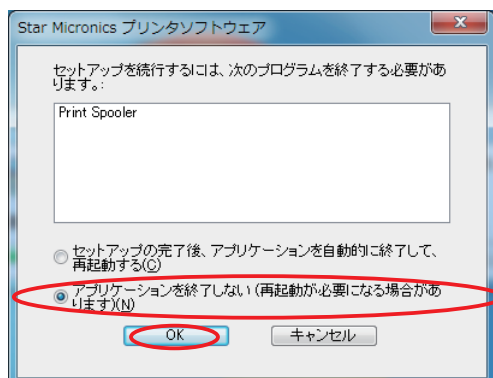 Star Micronics プリンタソフトウェア
セットアップを続行するには、次のプログラムを終了する必要があ
ります。:
Print Spooler
セットアップの完了後、アプリケーションを自動的に終了して、
再起動する(C)
アプリケーションを終了しない (再起動が必要になる場合があ
ります)(N)
OK
キャンセル